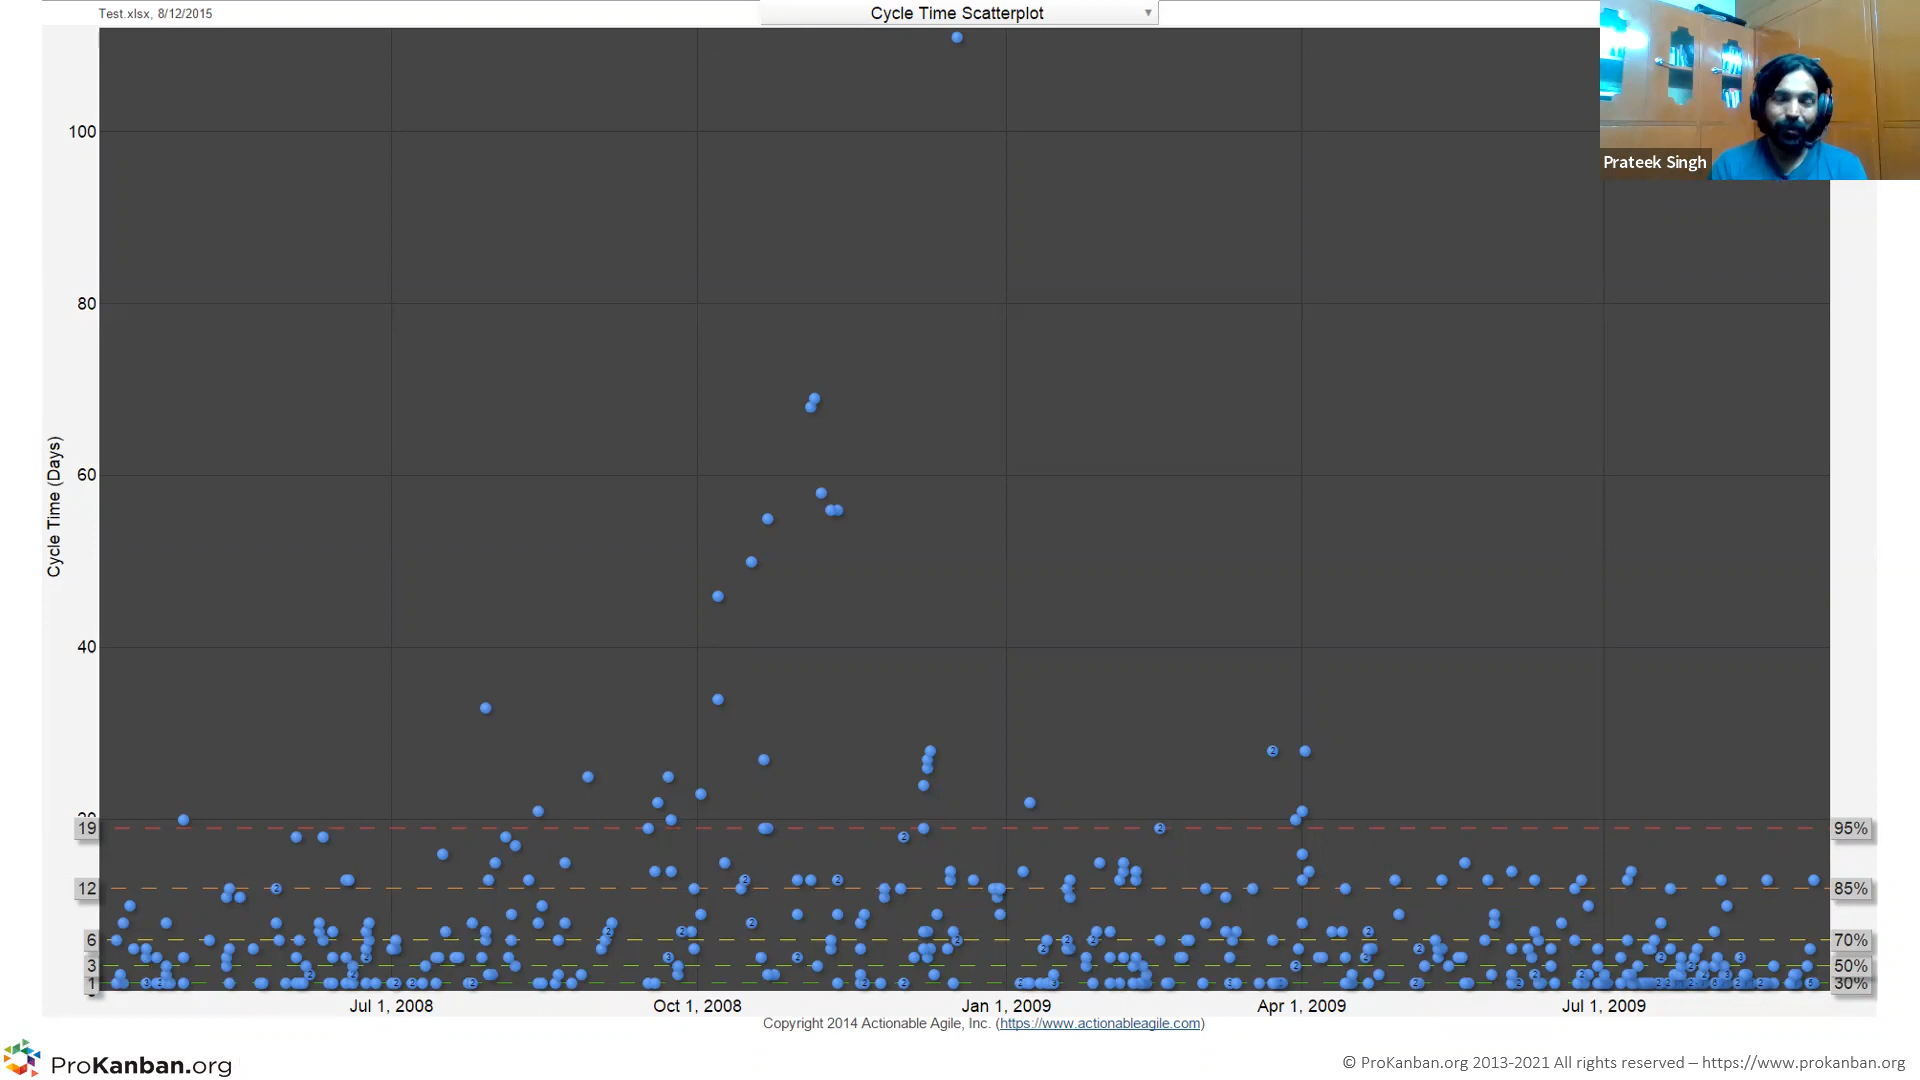 Test.xlsx, 8/12/2015
Cycle Time Scatterplot
Prateek Singh
Cycle Time (Days)
100
80
60
40
20
19
12
6
3
1
95%
85%
70%
50%
30%
Jul 1, 2008
Oct 1, 2008
Jan 1, 2009
Apr 1, 2009
Jul 1, 2009
Copyright 2014 Actionable Agile, Inc. (https://www.actionableagile.com)
ProKanban.org
© ProKanban.org 2013-2021 All rights reserved – https://www.prokanban.org